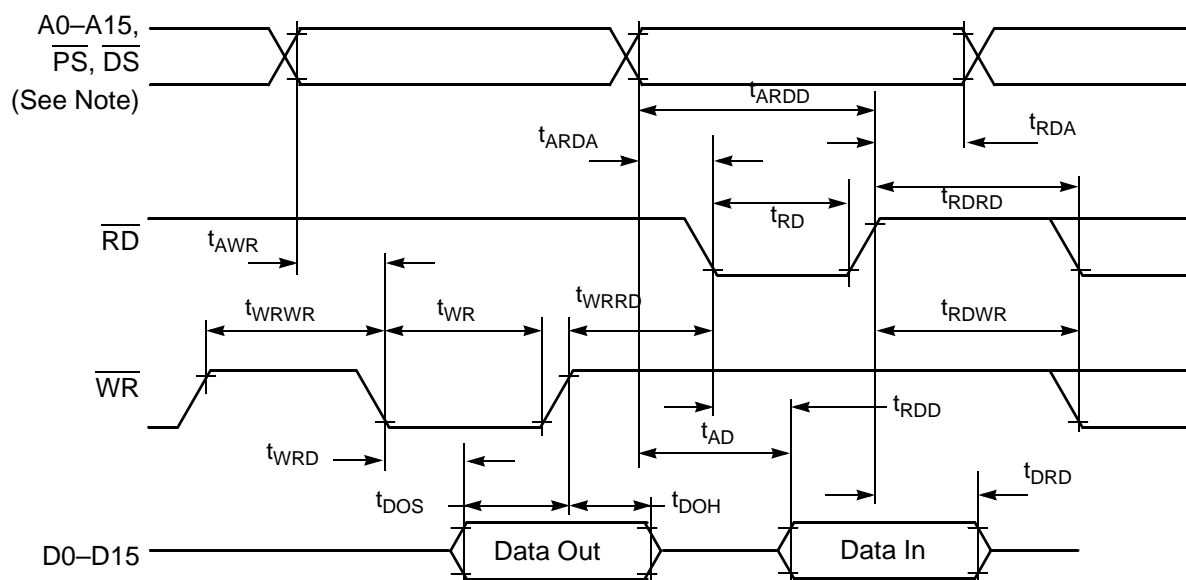 A0–A15,
PS, DS
(See Note)
tARDD
tRDA
tARDA
tRDRD
tRD
RD
tAWR
tWRWR
tWR
tWRRD
tRDWR
WR
tRDD
tAD
tWRD
tDRD
tDOS
tDOH
D0–D15
Data Out
Data In